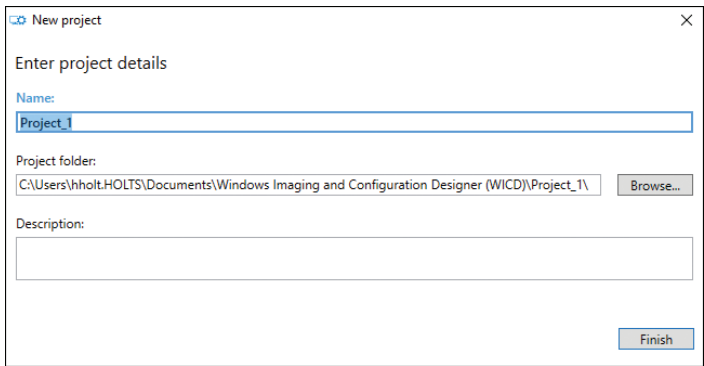 New project
Enter project details
Name:
Project_1
Project folder:
C:\Users\hholt.HOLTS\Documents\Windows Imaging and Configuration Designer (WICD)\Project_1\
Browse...
Description:
Finish